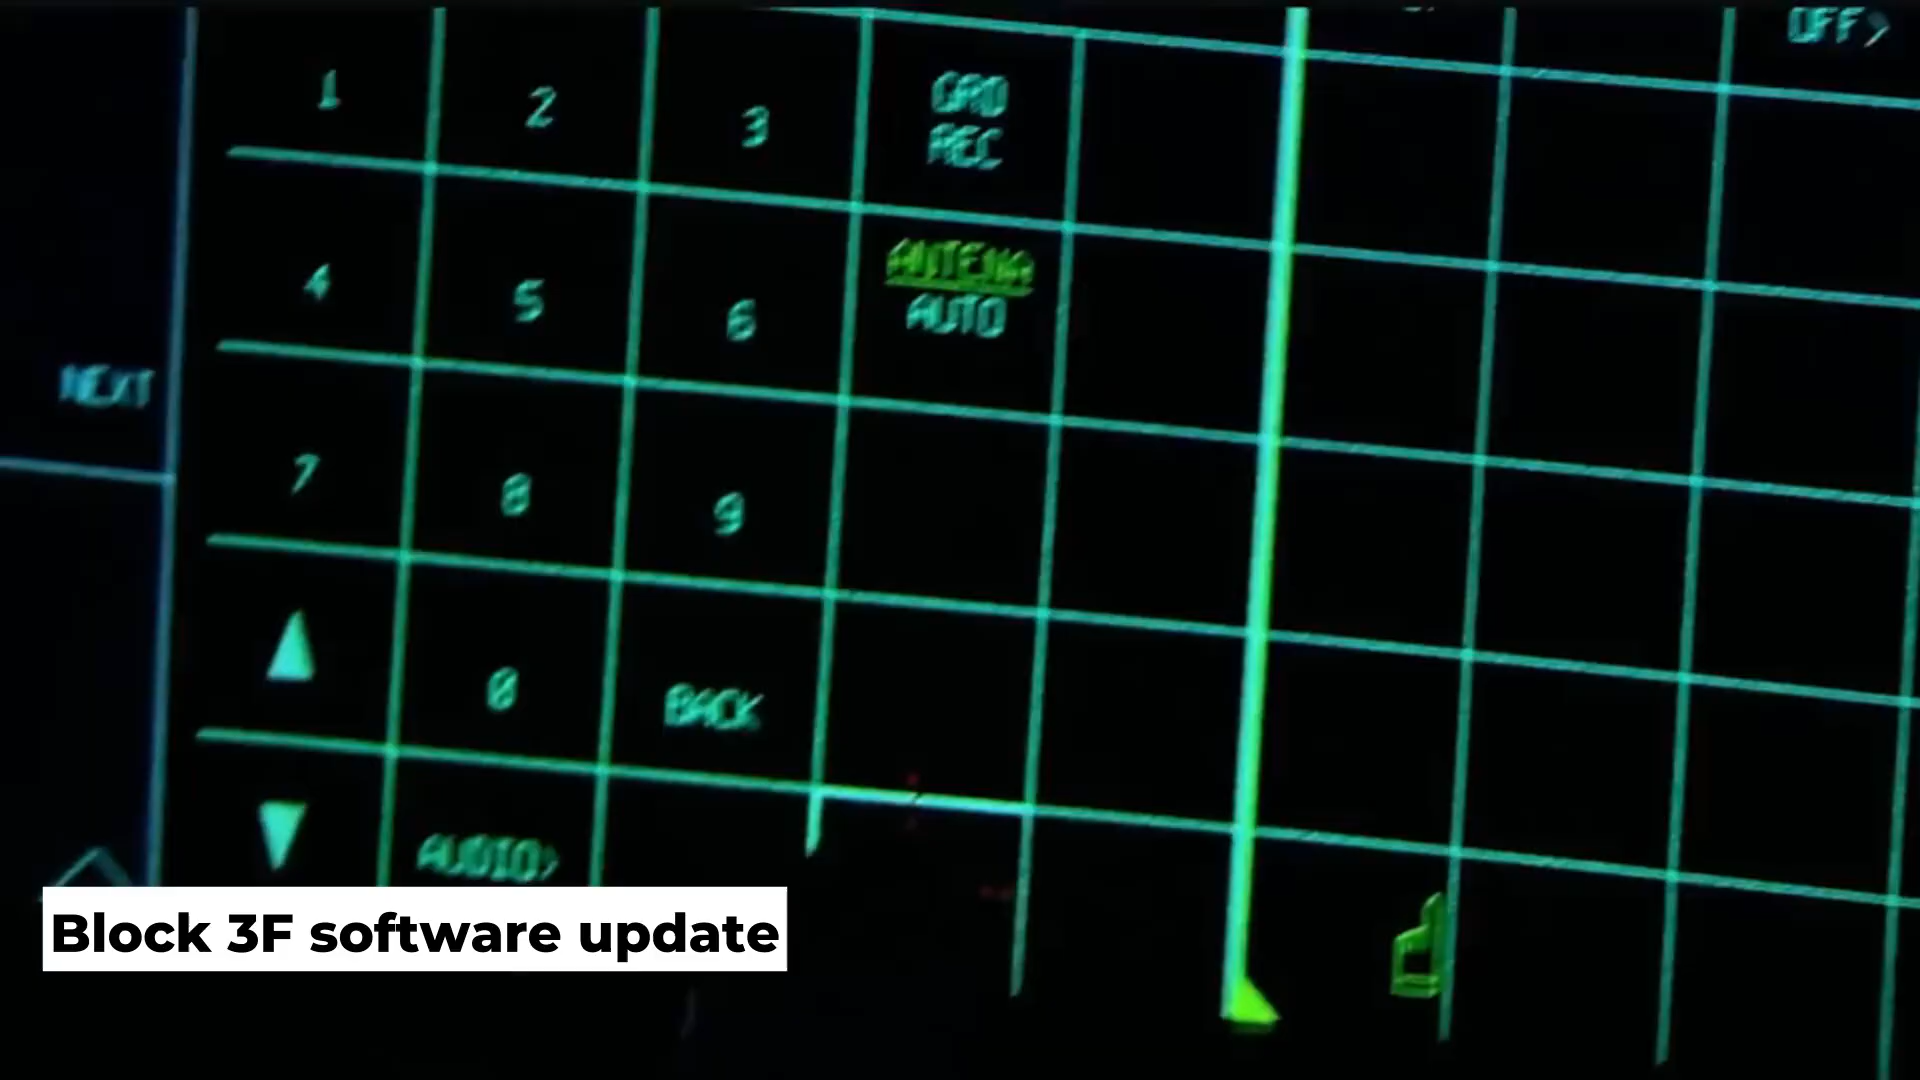 OFF>
1 2 3 GRD
REC
4 5 6 ANTENA
AUTO
NEXT
7 8 9
0 BACK
AUDIO>
Block 3F software update